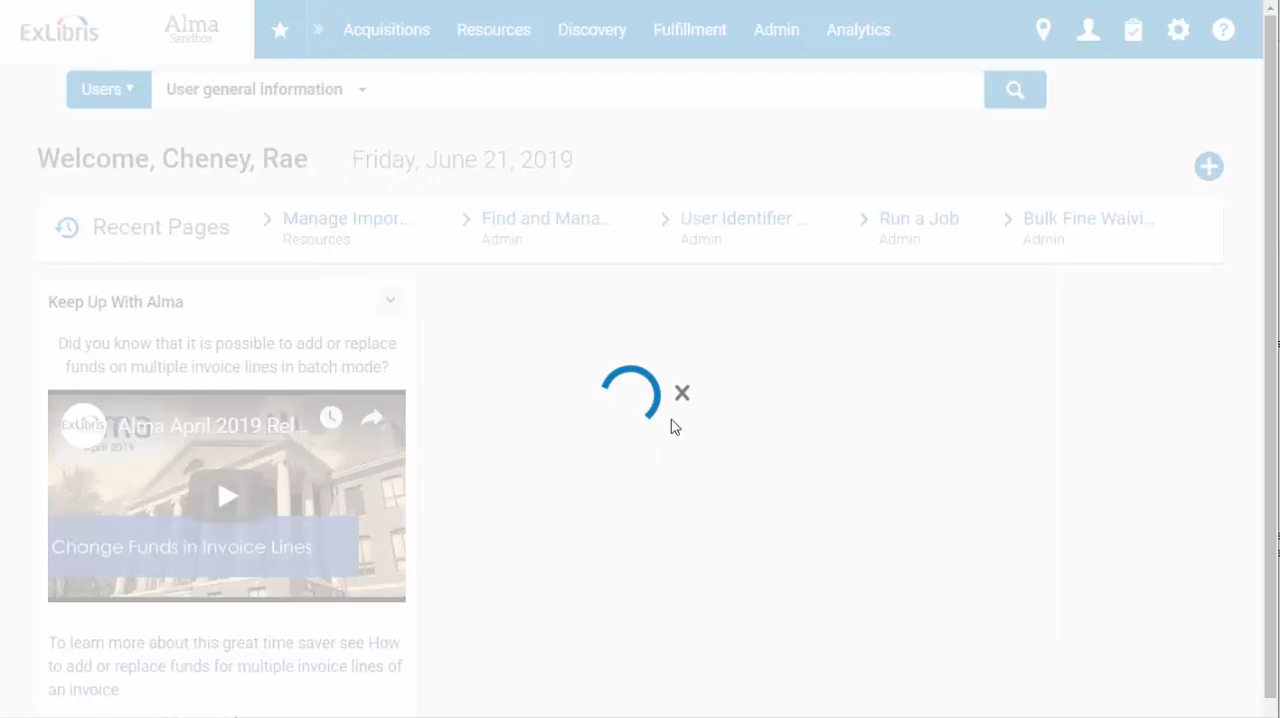 ExLibris
Alma
Sandbox
Acquisitions
Resources
Discovery
Fulfillment
Admin
Analytics
Users
User general information
Welcome, Cheney, Rae
Friday, June 21, 2019
Recent Pages
Manage Impor...
Resources
Find and Mana...
Admin
User Identifier ...
Admin
Run a Job
Admin
Bulk Fine Waivi...
Admin
Keep Up With Alma
Did you know that it is possible to add or replace
funds on multiple invoice lines in batch mode?
ExLibris
Alma April 2019 Rel...
April 2019
Change Funds in Invoice Lines
To learn more about this great time saver see How
to add or replace funds for multiple invoice lines of
an invoice